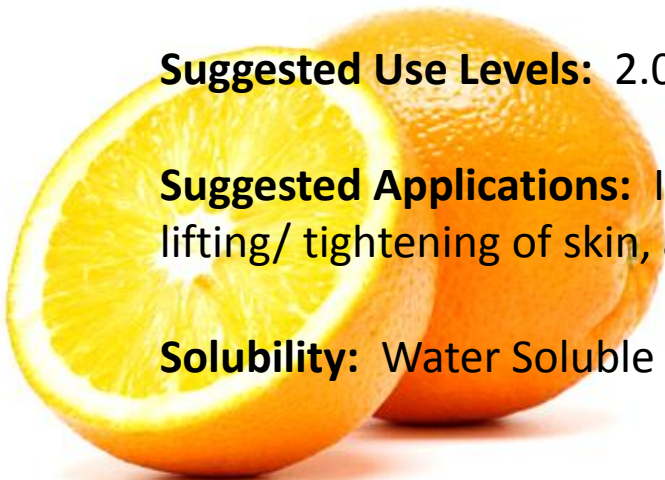 Suggested Use Levels: 2.0
Suggested Applications:
lifting/ tightening of skin,
Solubility: Water Soluble